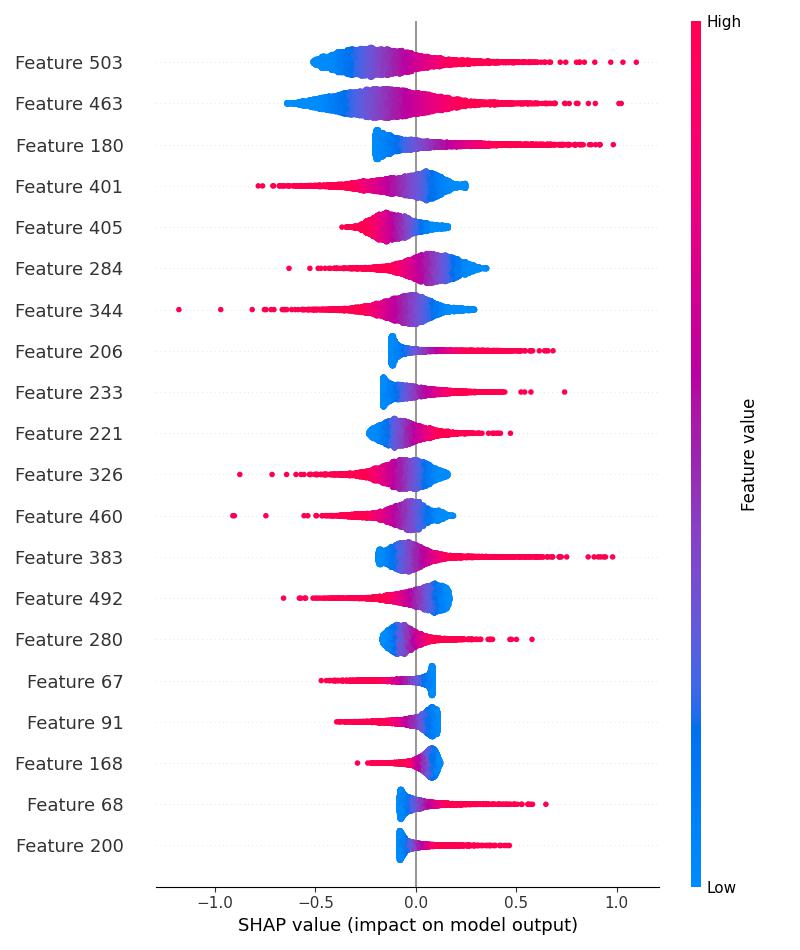 High
Feature 503
Feature 463
Feature 180
Feature 401
Feature 405
Feature 284
Feature 344
Feature 206
Feature 233
Feature 221
Feature 326
Feature 460
Feature 383
Feature 492
Feature 280
Feature 67
Feature 91
Feature 168
Feature 68
Feature 200
Feature value
Low
−1.0 −0.5 0.0 0.5 1.0
SHAP value (impact on model output)